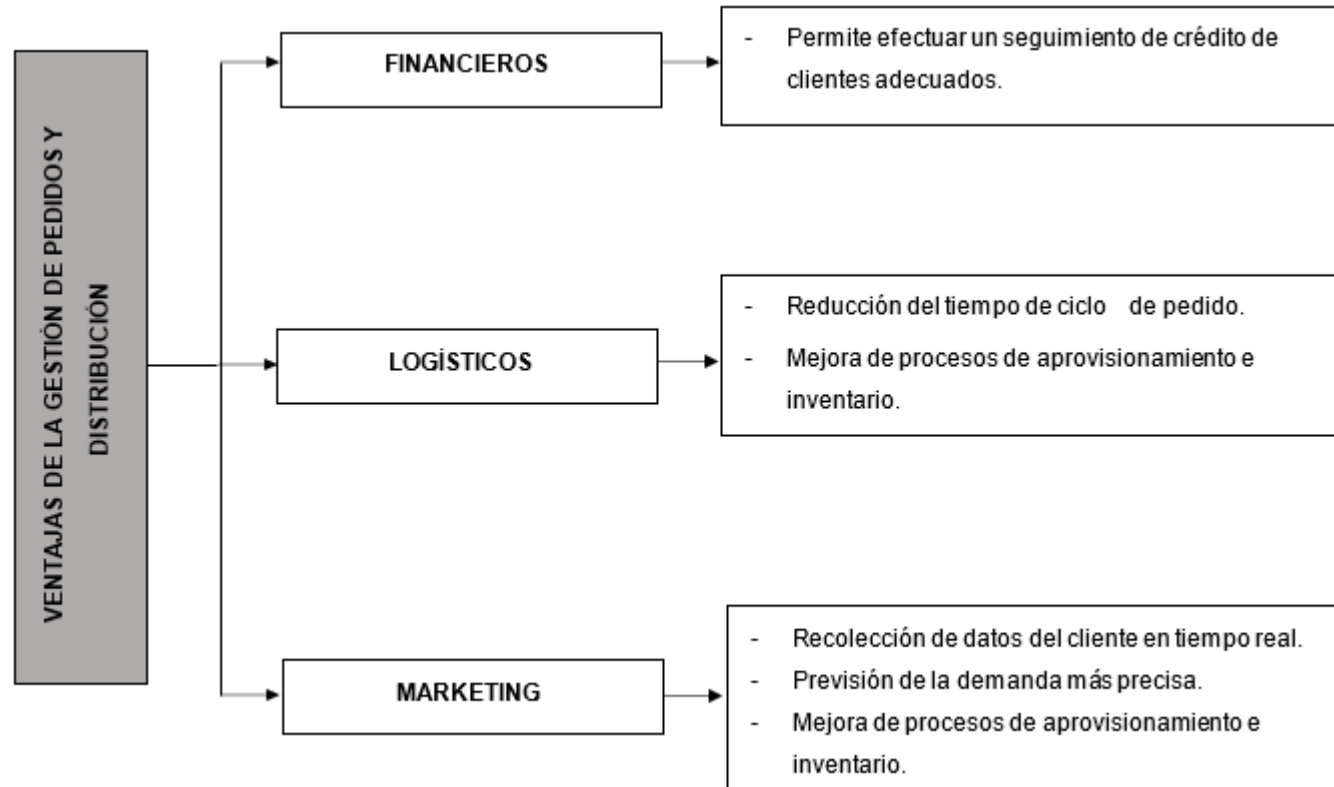 VENTAJAS DE LA GESTIÓN DE PEDIDOS Y
DISTRIBUCIÓN
FINANCIEROS
- Permite efectuar un seguimiento de crédito de
clientes adecuados.
LOGÍSTICOS
- Reducción del tiempo de ciclo de pedido.
- Mejora de procesos de aprovisionamiento e
inventario.
MARKETING
- Recolección de datos del cliente en tiempo real.
- Previsión de la demanda más precisa.
- Mejora de procesos de aprovisionamiento e
inventario.